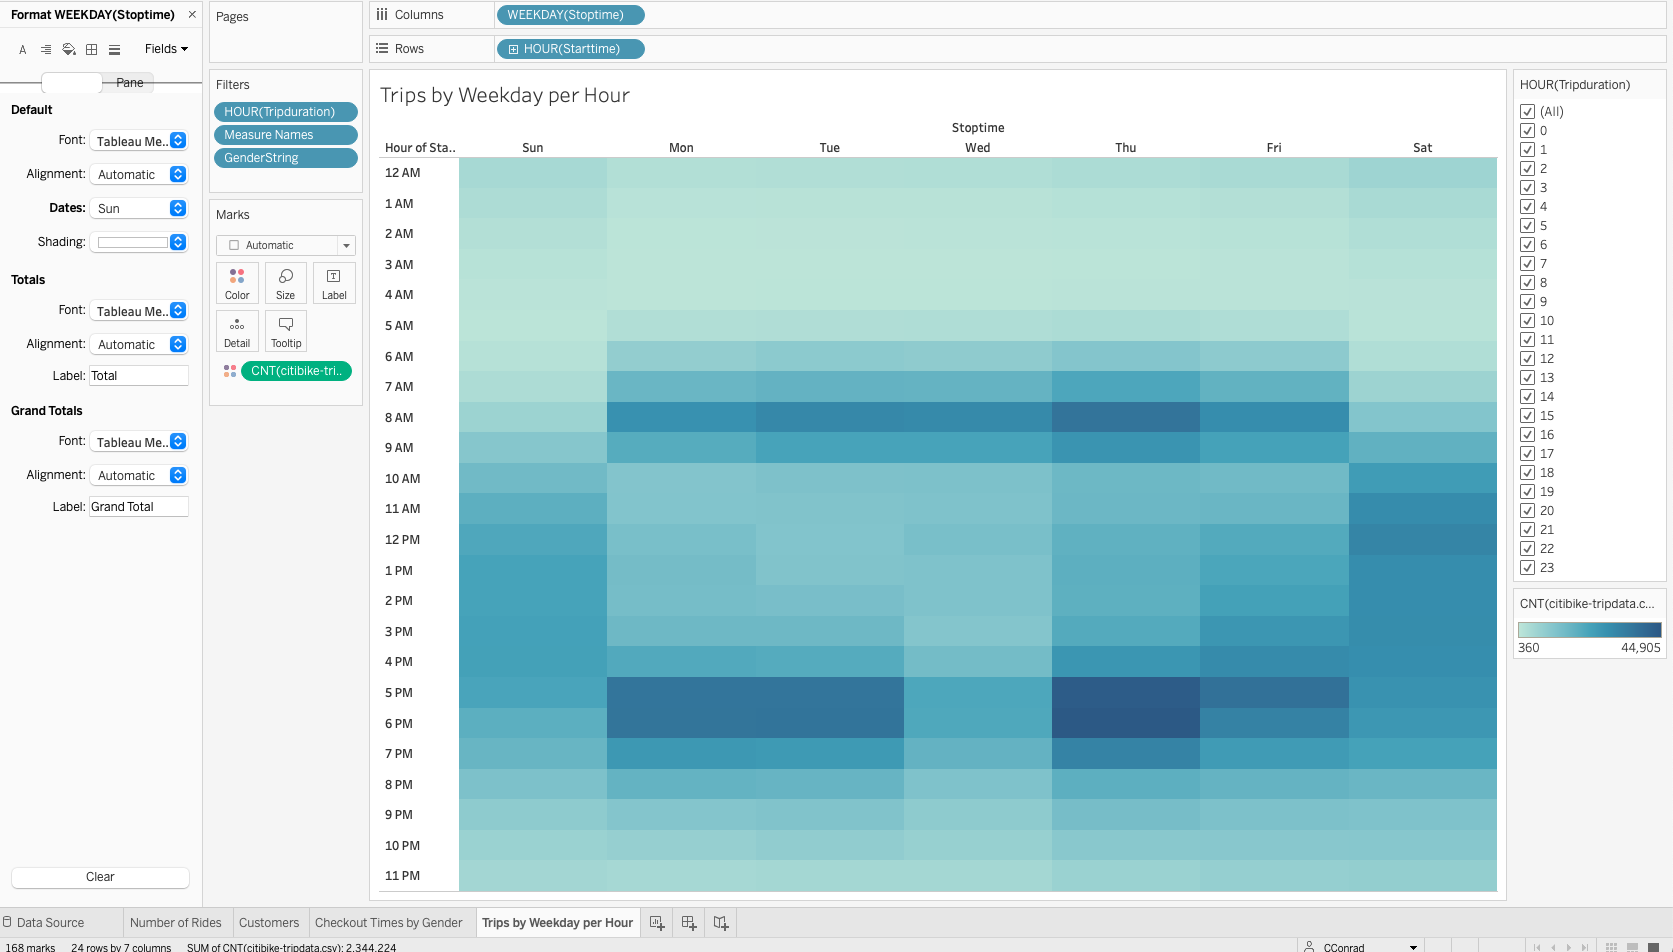 Format WEEKDAY(Stoptime) ×
Fields
Pane
Default
Font: Tableau Me..
Alignment: Automatic
Dates: Sun
Shading:
Totals
Font: Tableau Me..
Alignment: Automatic
Label: Total
Grand Totals
Font: Tableau Me..
Alignment: Automatic
Label: Grand Total
Clear
Pages
Filters
HOUR(Tripduration)
Measure Names
GenderString
Marks
Automatic
Color Size Label
Detail Tooltip
CNT(citibike-tri..
Columns WEEKDAY(Stoptime)
Rows HOUR(Starttime)
Trips by Weekday per Hour
Stoptime
Hour of Sta.. Sun Mon Tue Wed Thu Fri Sat
12 AM
1 AM
2 AM
3 AM
4 AM
5 AM
6 AM
7 AM
8 AM
9 AM
10 AM
11 AM
12 PM
1 PM
2 PM
3 PM
4 PM
5 PM
6 PM
7 PM
8 PM
9 PM
10 PM
11 PM
HOUR(Tripduration)
(All)
0
1
2
3
4
5
6
7
8
9
10
11
12
13
14
15
16
17
18
19
20
21
22
23
CNT(citibike-tripdata.c...
360 44,905
Data Source Number of Rides Customers Checkout Times by Gender Trips by Weekday per Hour
168 marks 24 rows by 7 columns SUM of CNT(citibike-tripdata.csv): 2,344,224 CConrad